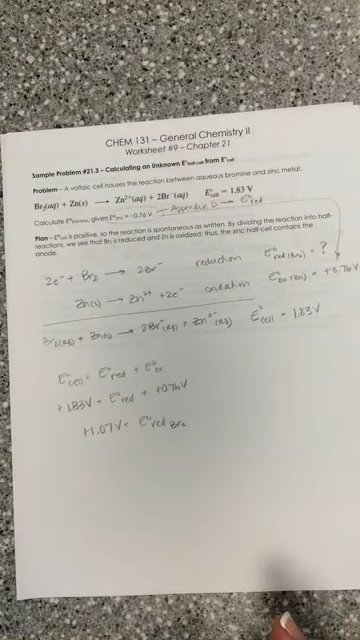 CHEM 131 – General Chemistry II
Worksheet #9 – Chapter 21
Sample Problem #21.3 – Calculating an Unknown E°half-cell from E°cell
Problem – A voltaic cell houses the reaction between aqueous bromine and zinc metal:
Br₂(aq) + Zn(s) ⟶ Zn²⁺(aq) + 2Br⁻(aq) E°cell = 1.83 V
Calculate E°bromine, given E°zinc = -0.76 V. Appendix D → E°red
Plan – E°cell is positive, so the reaction is spontaneous as written. By dividing the reaction into half-
reactions, we see that Br₂ is reduced and Zn is oxidized; thus, the zinc half-cell contains the
anode.
2e⁻ + Br₂ → 2Br⁻ reduction E°red (Br₂) = ?
Zn(s) → Zn²⁺ + 2e⁻ oxidation E°ox (Zn) = +0.76V
Br₂(aq) + Zn(s) → 2Br⁻(aq) + Zn²⁺(aq) E°cell = 1.83V
E°cell = E°red + E°ox
+1.83V = E°red + +0.76V
+1.07V = E°red Br₂